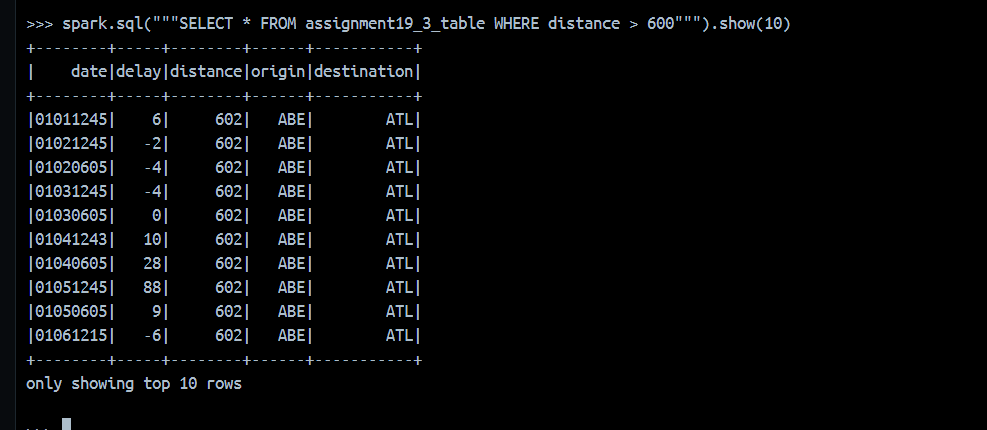 >>> spark.sql("""SELECT * FROM assignment19_3_table WHERE distance > 600""").show(10)
+--------+-----+--------+------+-----------+
|    date|delay|distance|origin|destination|
+--------+-----+--------+------+-----------+
|01011245|    6|     602|   ABE|        ATL|
|01021245|   -2|     602|   ABE|        ATL|
|01020605|   -4|     602|   ABE|        ATL|
|01031245|   -4|     602|   ABE|        ATL|
|01030605|    0|     602|   ABE|        ATL|
|01041243|   10|     602|   ABE|        ATL|
|01040605|   28|     602|   ABE|        ATL|
|01051245|   88|     602|   ABE|        ATL|
|01050605|    9|     602|   ABE|        ATL|
|01061215|   -6|     602|   ABE|        ATL|
+--------+-----+--------+------+-----------+
only showing top 10 rows
>>>